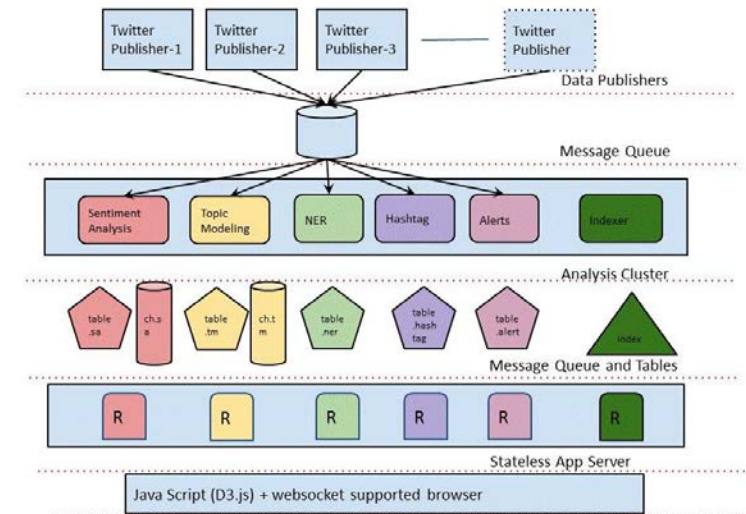 Twitter
Publisher-1
Twitter
Publisher-2
Twitter
Publisher-3
Twitter
Publisher
Data Publishers
Message Queue
Sentiment
Analysis
Topic
Modeling
NER
Hashtag
Alerts
Indexer
Analysis Cluster
table
.sa
ch.s
a
table
.tm
ch.t
m
table
.ner
table
.hash
tag
table
.alert
index
Message Queue and Tables
R
R
R
R
R
R
Stateless App Server
Java Script (D3.js) + websocket supported browser